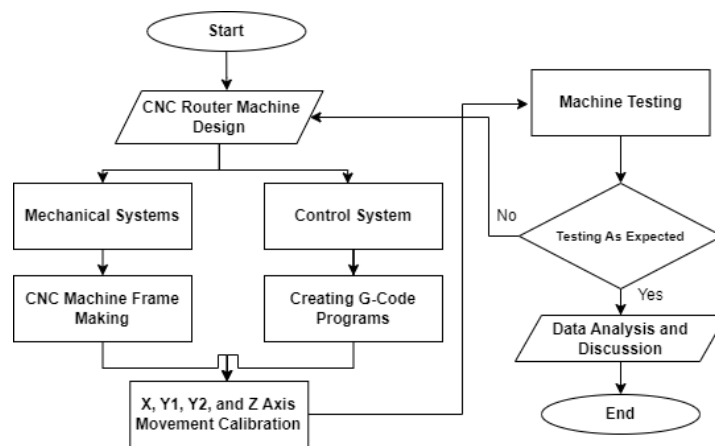 Start
CNC Router Machine
Design
Mechanical Systems
Control System
CNC Machine Frame
Making
Creating G-Code
Programs
X, Y1, Y2, and Z Axis
Movement Calibration
Machine Testing
Testing As Expected
No
Yes
Data Analysis and
Discussion
End